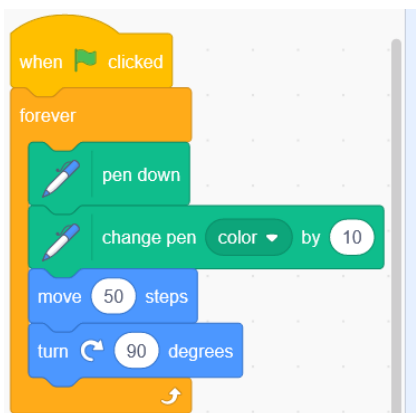 when clicked
forever
pen down
change pen color by 10
move 50 steps
turn 90 degrees